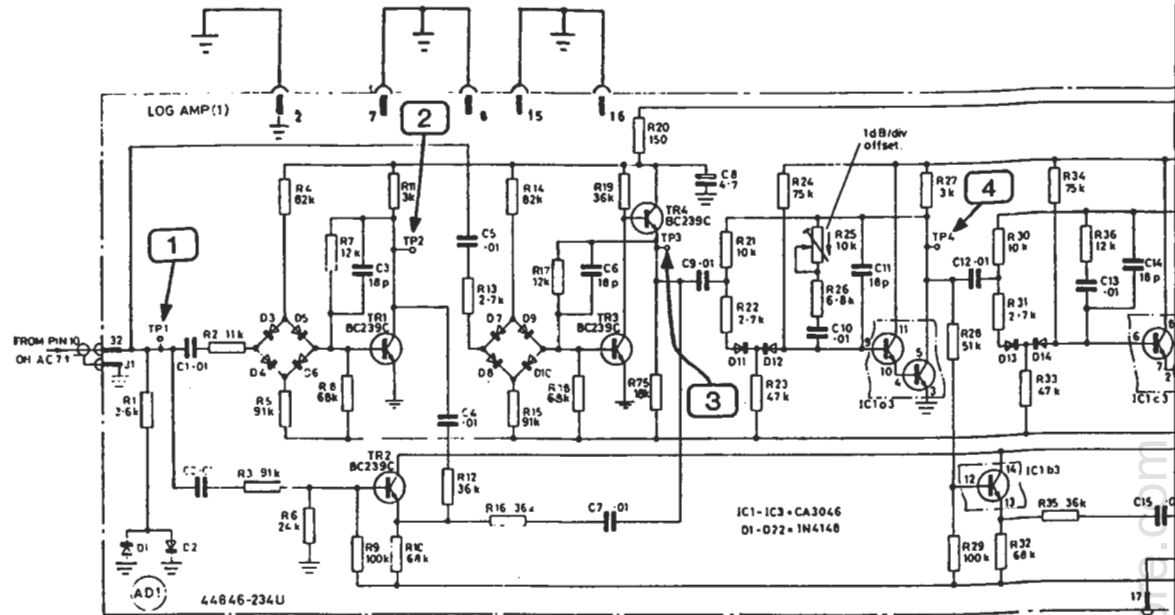 LOG AMP(1)
2
7
8
15
16
2
R20
150
1dB/div
offset.
C8
4·7
R4
82k
R11
3k
TP2
R14
82k
R19
36k
TR4
BC239C
TP3
R24
75k
R27
3k
4
TP4
R34
75k
1
TP1
R7
12k
C3
18p
C5
·01
R13
2·7k
R17
12k
C6
18p
C9·01
R21
10k
R25
10k
R26
6·8k
C10
·01
C11
18p
C12·01
R30
10k
R36
12k
C13
·01
C14
18p
FROM PIN 10
ON AC71
32
31
C1·01
R2 11k
D3
D5
D4
D6
TR1
BC239C
D7
D9
D8
D10
TR3
BC239C
R22
2·7k
D11
D12
9
11
10
5
4
3
IC1a3
R28
51k
R31
2·7k
D13
D14
6
8
7
IC1c3
R1
R5
91k
R8
68k
C4
·01
R15
91k
R18
68k
R75
18k
3
R23
47k
R33
47k
R3 91k
TR2
BC239C
R12
36k
12
14
13
IC1b3
R6
24k
R16
C7 ·01
IC1-IC3=CA3046
D1-D22=1N4148
R35 36k
C15
D1
D2
R9
100k
R10
68k
R29
100k
R32
68k
AD1
44846-234U
17